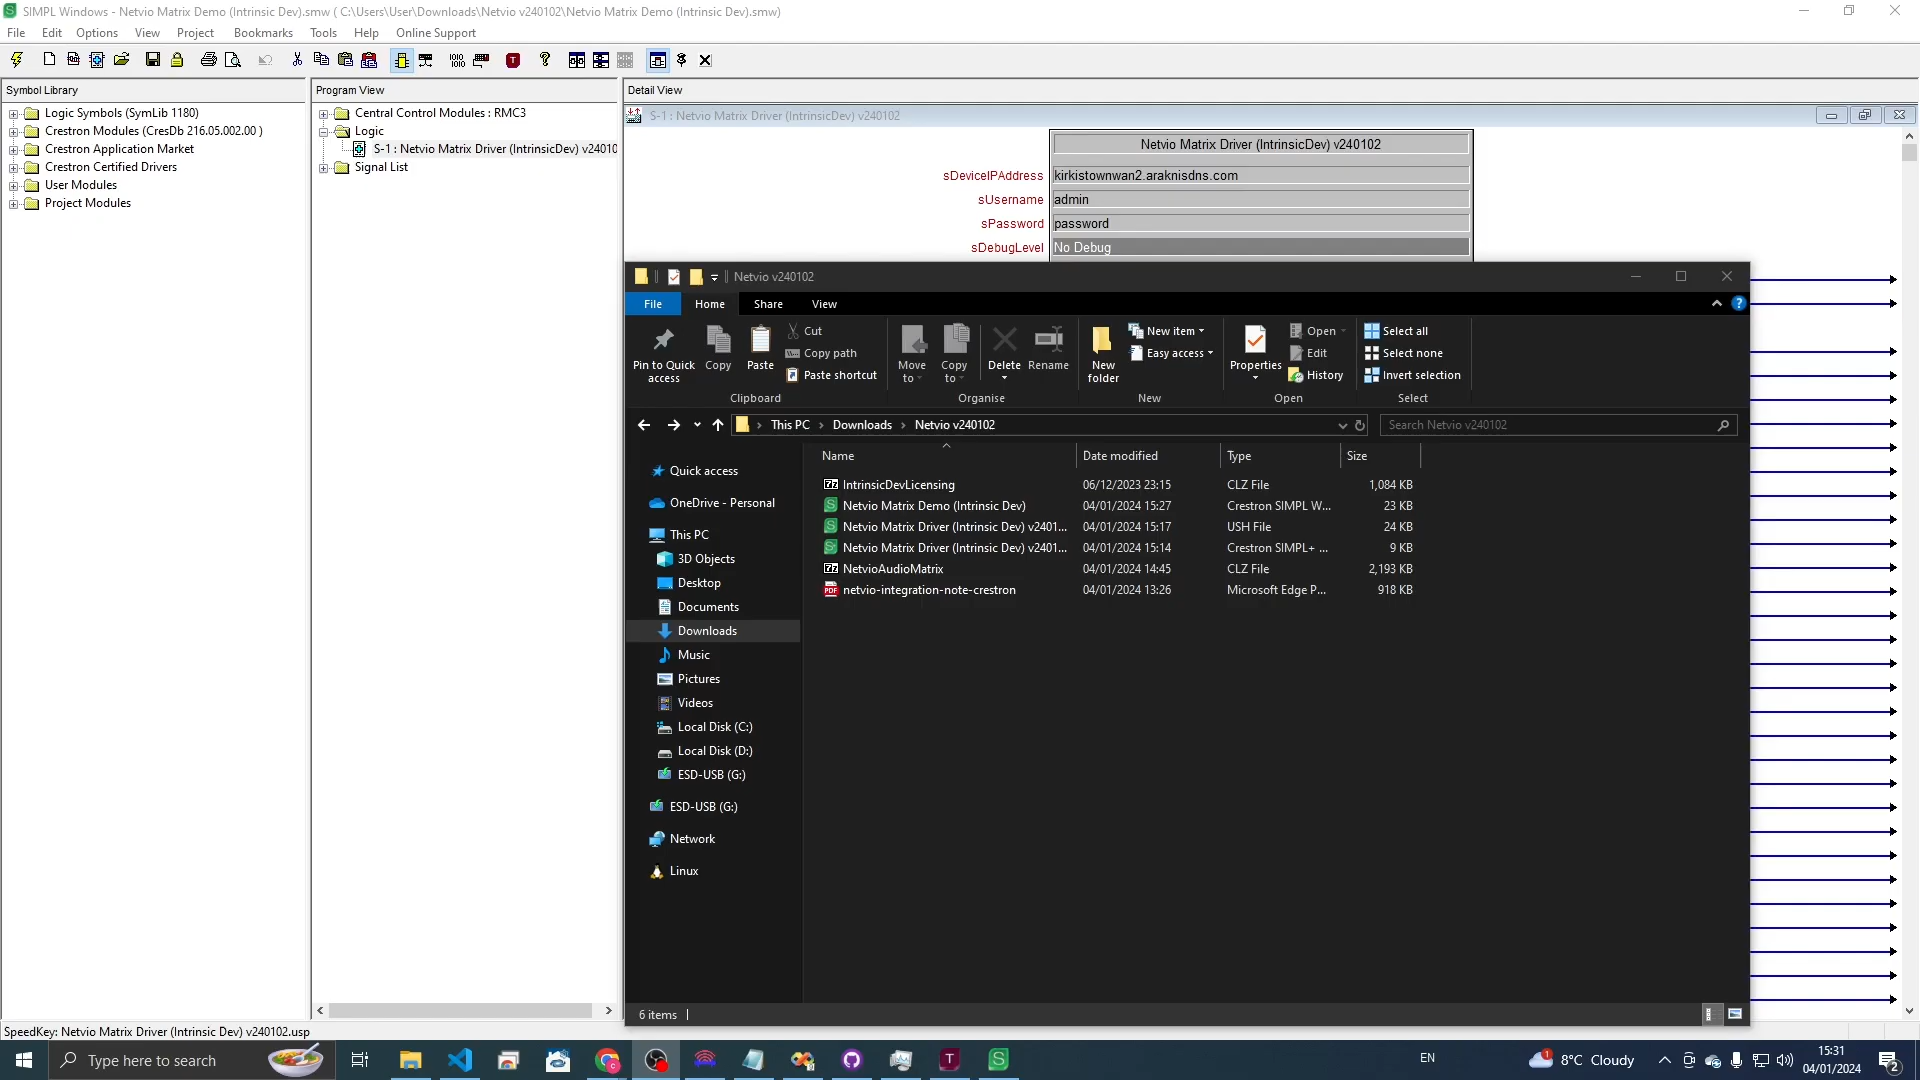 SIMPL Windows - Netvio Matrix Demo (Intrinsic Dev).smw ( C:\Users\User\Downloads\Netvio v240102\Netvio Matrix Demo (Intrinsic Dev).smw)
File Edit Options View Project Bookmarks Tools Help Online Support
Symbol Library
Logic Symbols (SymLib 1180)
Crestron Modules (CresDb 216.05.002.00 )
Crestron Application Market
Crestron Certified Drivers
User Modules
Project Modules
Program View
Central Control Modules : RMC3
Logic
S-1 : Netvio Matrix Driver (IntrinsicDev) v24010
Signal List
Detail View
S-1 : Netvio Matrix Driver (IntrinsicDev) v240102
Netvio Matrix Driver (IntrinsicDev) v240102
sDeviceIPAddress kirkistownwan2.araknisdns.com
sUsername admin
sPassword password
sDebugLevel No Debug
Netvio v240102
File Home Share View
Pin to Quick access
Copy
Paste
Cut
Copy path
Paste shortcut
Clipboard
Move to
Copy to
Delete
Rename
Organise
New folder
New item
Easy access
New
Properties
Open
Edit
History
Open
Select all
Select none
Invert selection
Select
This PC > Downloads > Netvio v240102
Search Netvio v240102
Quick access
OneDrive - Personal
This PC
3D Objects
Desktop
Documents
Downloads
Music
Pictures
Videos
Local Disk (C:)
Local Disk (D:)
ESD-USB (G:)
ESD-USB (G:)
Network
Linux
Name Date modified Type Size
IntrinsicDevLicensing 06/12/2023 23:15 CLZ File 1,084 KB
Netvio Matrix Demo (Intrinsic Dev) 04/01/2024 15:27 Crestron SIMPL W... 23 KB
Netvio Matrix Driver (Intrinsic Dev) v2401... 04/01/2024 15:17 USH File 24 KB
Netvio Matrix Driver (Intrinsic Dev) v2401... 04/01/2024 15:14 Crestron SIMPL+ ... 9 KB
NetvioAudioMatrix 04/01/2024 14:45 CLZ File 2,193 KB
netvio-integration-note-crestron 04/01/2024 13:26 Microsoft Edge P... 918 KB
6 items
SpeedKey: Netvio Matrix Driver (Intrinsic Dev) v240102.usp
Type here to search
EN
1
8°C Cloudy
15:31
04/01/2024
2